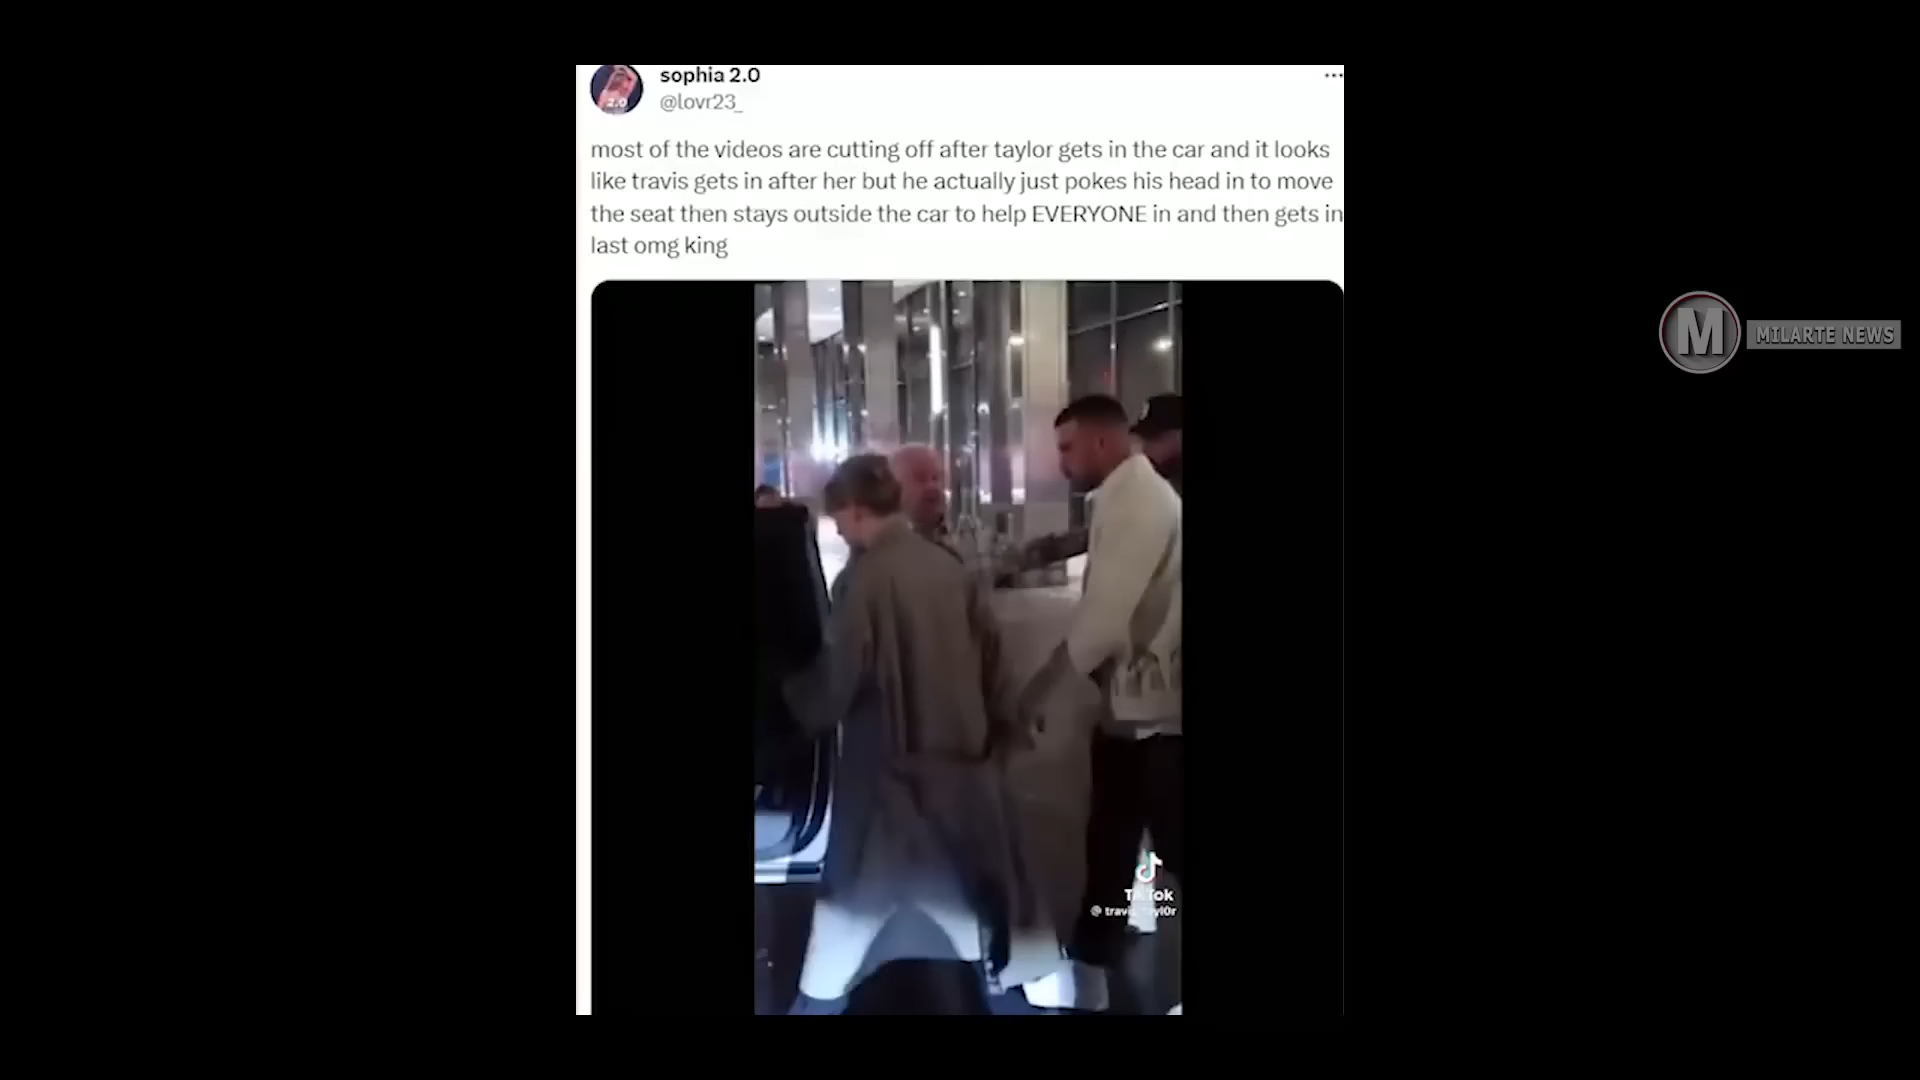 sophia 2.0
@lovr23_
2.0
most of the videos are cutting off after taylor gets in the car and it looks
like travis gets in after her but he actually just pokes his head in to move
the seat then stays outside the car to help EVERYONE in and then gets in
last omg king
M MILARTE NEWS
TikTok